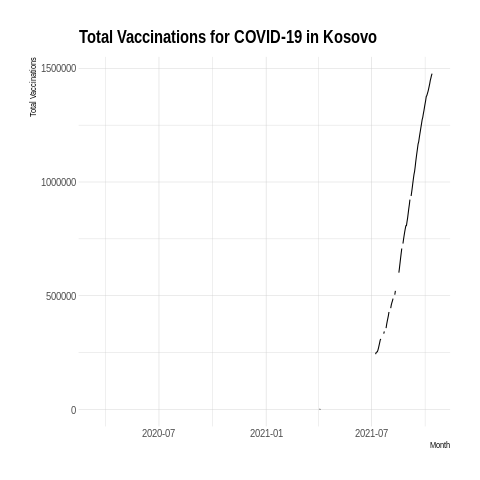 Total Vaccinations for COVID-19 in Kosovo
Total Vaccinations
1500000
1000000
500000
0
2020-07
2021-01
2021-07
Month